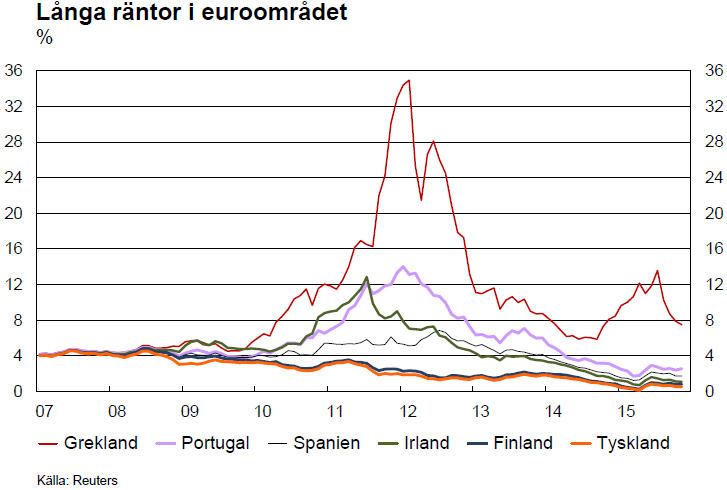 Långa räntor i euroområdet
%
36 36
32 32
28 28
24 24
20 20
16 16
12 12
8 8
4 4
0 0
07 08 09 10 11 12 13 14 15
Grekland Portugal Spanien Irland Finland Tyskland
Källa: Reuters